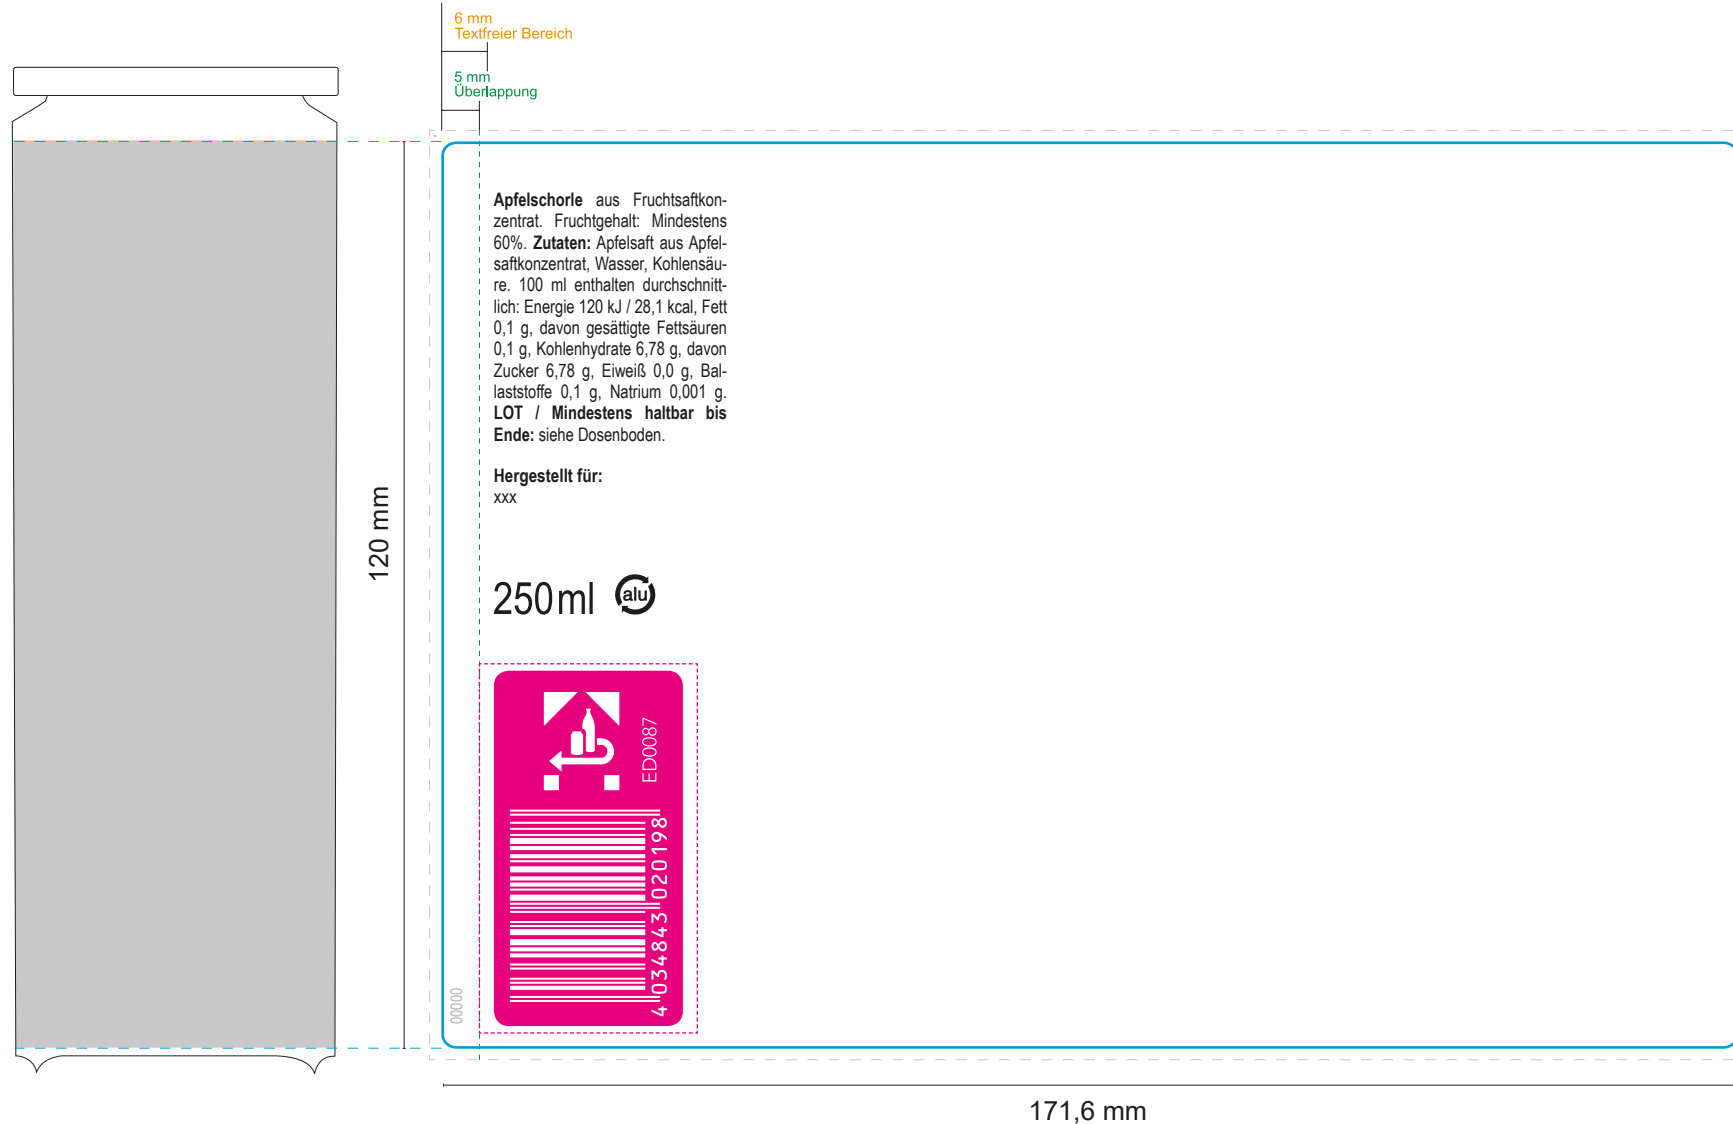 6 mm
Textfreier Bereich
5 mm
Überlappung
Apfelschorle aus Fruchtsaftkon-
zentrat. Fruchtgehalt: Mindestens
60%. Zutaten: Apfelsaft aus Apfel-
saftkonzentrat, Wasser, Kohlensäu-
re. 100 ml enthalten durchschnitt-
lich: Energie 120 kJ / 28,1 kcal, Fett
0,1 g, davon gesättigte Fettsäuren
0,1 g, Kohlenhydrate 6,78 g, davon
Zucker 6,78 g, Eiweiß 0,0 g, Bal-
laststoffe 0,1 g, Natrium 0,001 g.
LOT / Mindestens haltbar bis
Ende: siehe Dosenboden.
Hergestellt für:
xxx
120 mm
250 ml
alu
ED0087
4 034843 020198
00000
171,6 mm